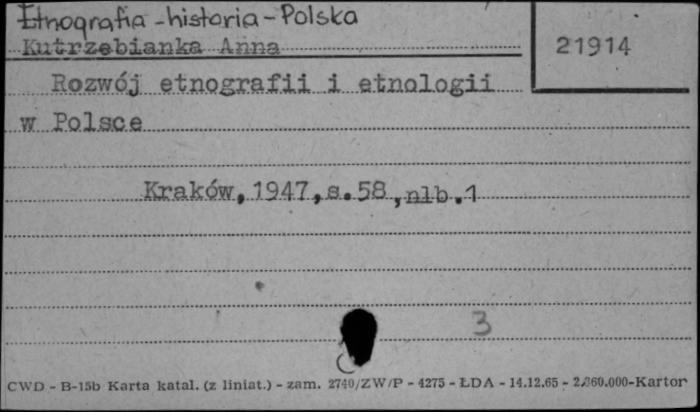 Etnografia - historia - Polska
Kutrzebianka Anna
21914
Rozwój etnografii i etnologii
w Polsce
Kraków, 1947, s. 58, nlb. 1
3
CWD - B-15b Karta katal. (z liniat.) - zam. 2740/ZW/P - 4275 - ŁDA - 14.12.65 - 2.860.000-Kartor